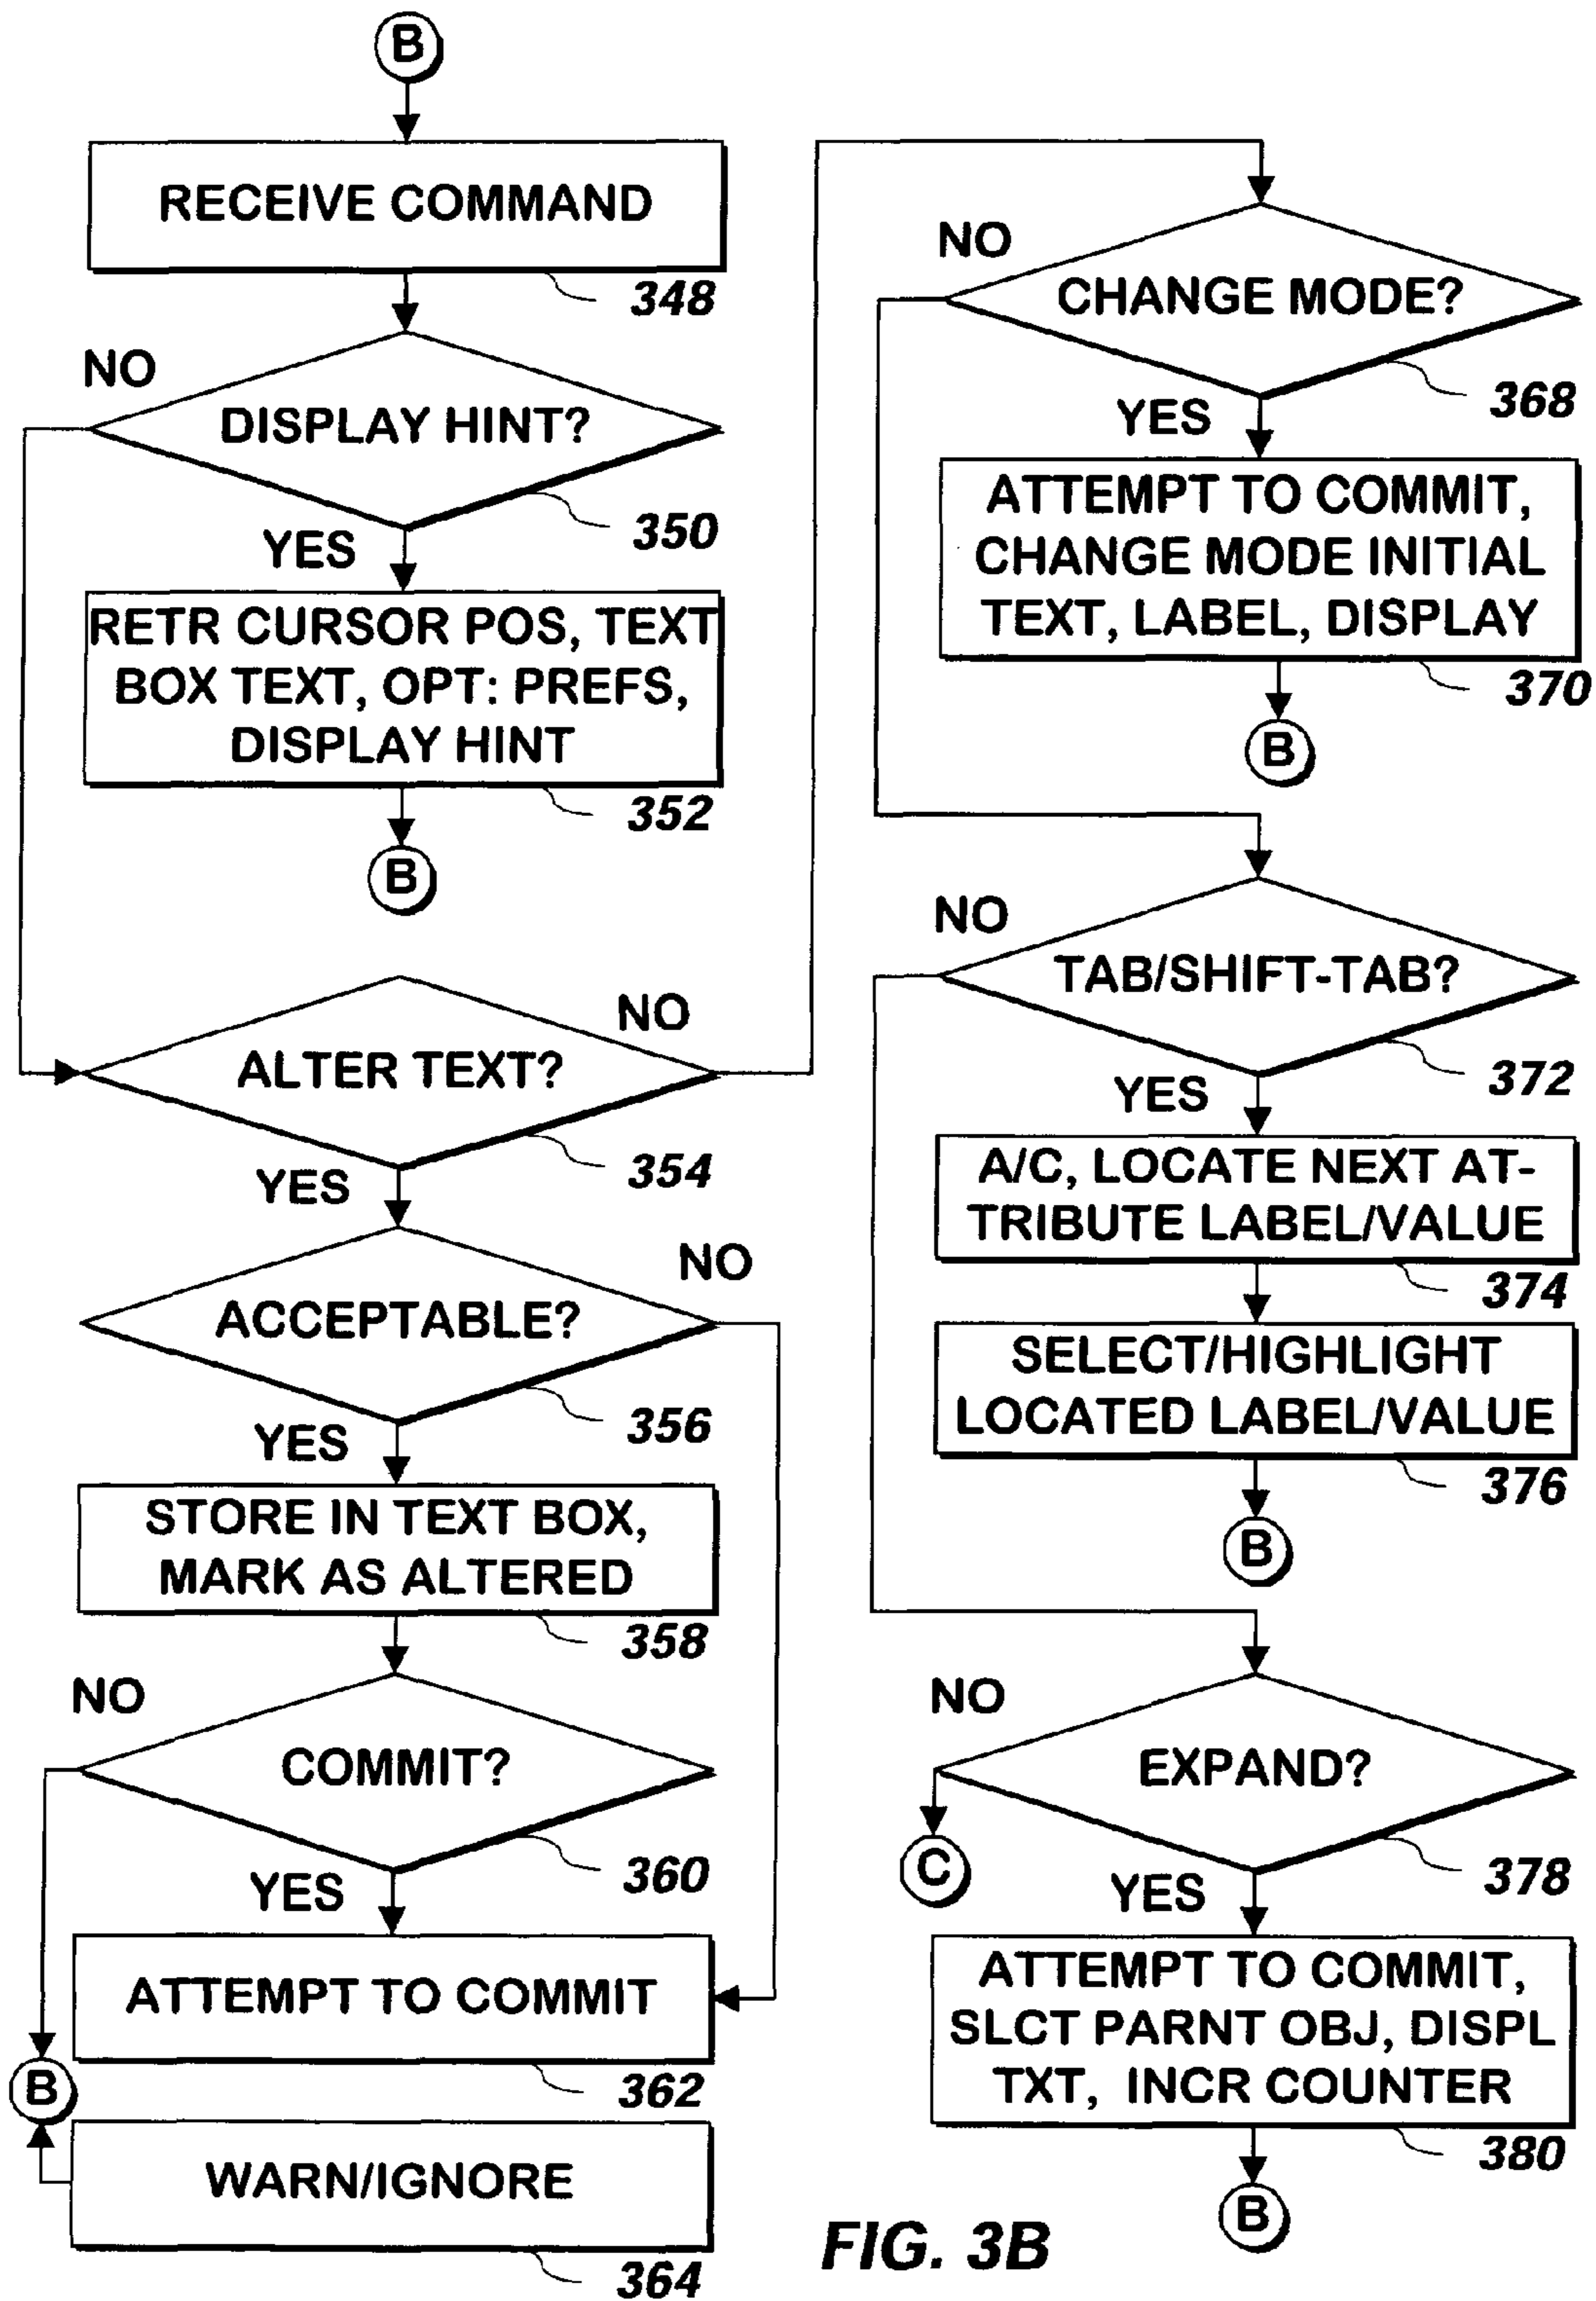 B
RECEIVE COMMAND
348
NO
DISPLAY HINT?
350
YES
RETR CURSOR POS, TEXT
BOX TEXT, OPT: PREFS,
DISPLAY HINT
352
B
NO
ALTER TEXT?
354
YES
NO
ACCEPTABLE?
356
YES
STORE IN TEXT BOX,
MARK AS ALTERED
358
NO
COMMIT?
360
YES
ATTEMPT TO COMMIT
362
B
WARN/IGNORE
364
NO
CHANGE MODE?
368
YES
ATTEMPT TO COMMIT,
CHANGE MODE INITIAL
TEXT, LABEL, DISPLAY
370
B
NO
TAB/SHIFT-TAB?
372
YES
A/C, LOCATE NEXT AT-
TRIBUTE LABEL/VALUE
374
SELECT/HIGHLIGHT
LOCATED LABEL/VALUE
376
B
NO
EXPAND?
C
378
YES
ATTEMPT TO COMMIT,
SLCT PARNT OBJ, DISPL
TXT, INCR COUNTER
380
B
FIG. 3B